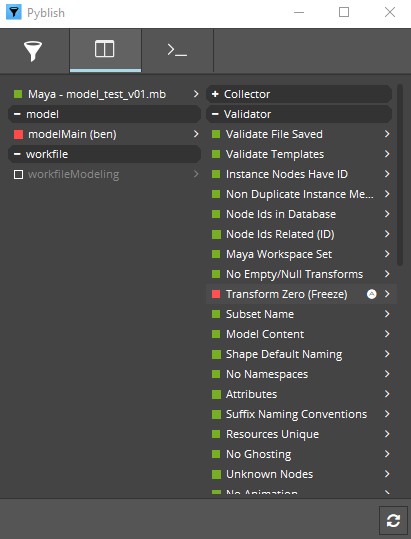 Pyblish
Maya - model_test_v01.mb
model
modelMain (ben)
workfile
workfileModeling
Collector
Validator
Validate File Saved
Validate Templates
Instance Nodes Have ID
Non Duplicate Instance Me...
Node Ids in Database
Node Ids Related (ID)
Maya Workspace Set
No Empty/Null Transforms
Transform Zero (Freeze)
A
Subset Name
Model Content
Shape Default Naming
No Namespaces
Attributes
Suffix Naming Conventions
Resources Unique
No Ghosting
Unknown Nodes
No Animation